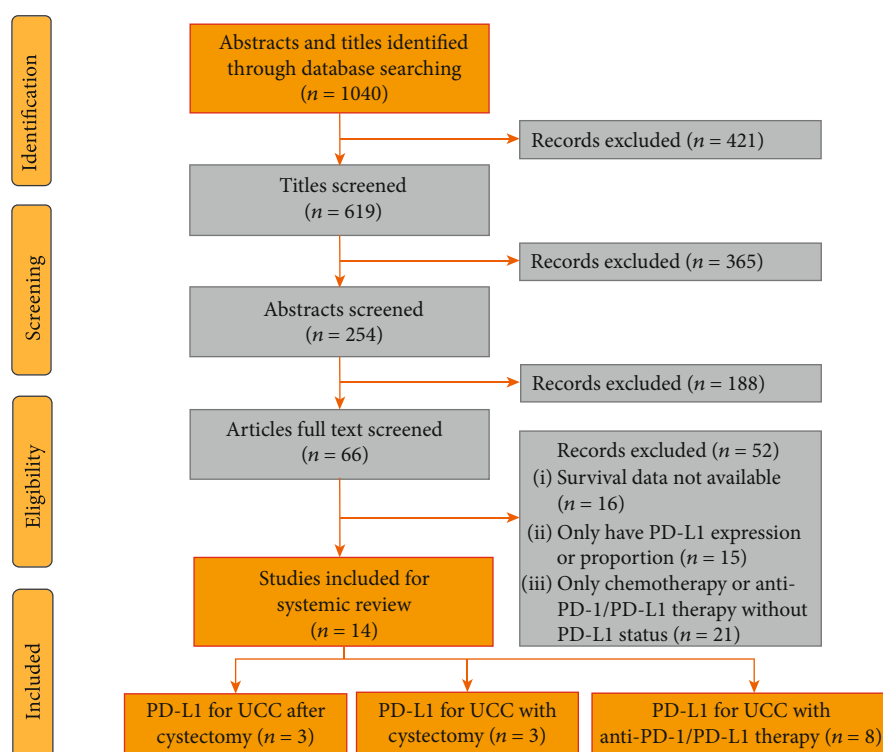 Identification
Abstracts and titles identified
through database searching
(n = 1040)
Records excluded (n = 421)
Titles screened
(n = 619)
Screening
Records excluded (n = 365)
Abstracts screened
(n = 254)
Records excluded (n = 188)
Eligibility
Articles full text screened
(n = 66)
Records excluded (n = 52)
(i) Survival data not available
(n = 16)
(ii) Only have PD-L1 expression
or proportion (n = 15)
(iii) Only chemotherapy or anti-
PD-1/PD-L1 therapy without
PD-L1 status (n = 21)
Studies included for
systemic review
(n = 14)
Included
PD-L1 for UCC after
cystectomy (n = 3)
PD-L1 for UCC with
cystectomy (n = 3)
PD-L1 for UCC with
anti-PD-1/PD-L1 therapy (n = 8)